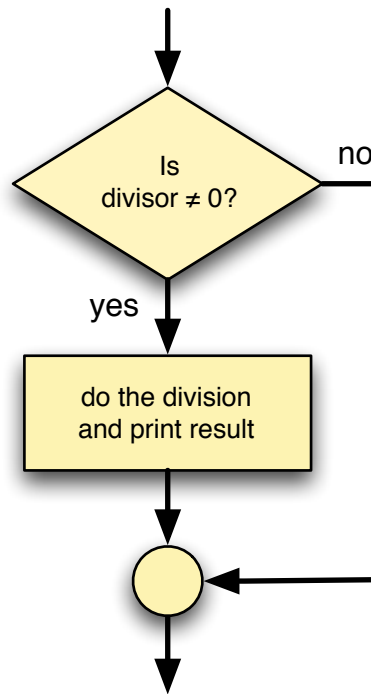 Is
divisor ≠ 0?
no
yes
do the division
and print result